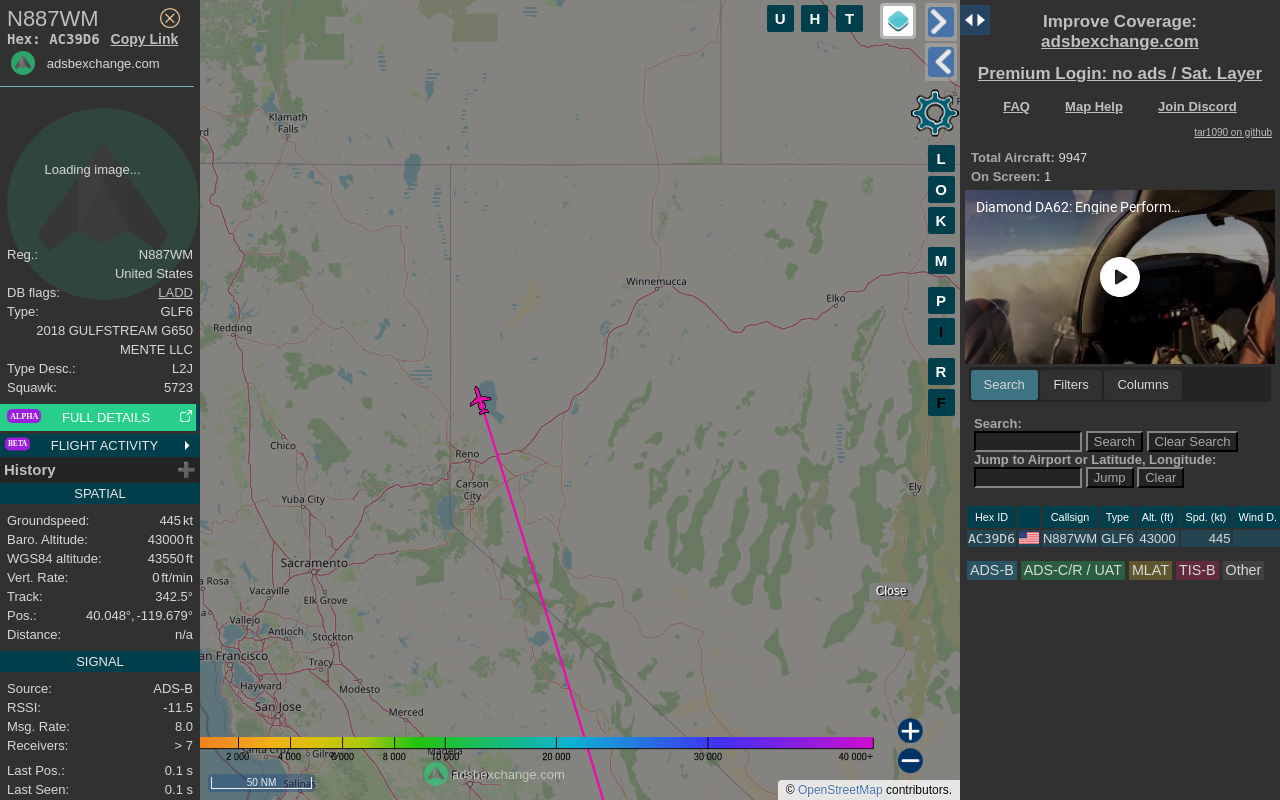 N887WM
Hex: AC39D6 Copy Link
adsbexchange.com
Loading image...
Reg.: N887WM
United States
DB flags: LADD
Type: GLF6
2018 GULFSTREAM G650
MENTE LLC
Type Desc.: L2J
Squawk: 5723
ALPHA FULL DETAILS
BETA FLIGHT ACTIVITY
History
SPATIAL
Groundspeed: 445 kt
Baro. Altitude: 43000 ft
WGS84 altitude: 43550 ft
Vert. Rate: 0 ft/min
Track: 342.5°
Pos.: 40.048°, -119.679°
Distance: n/a
SIGNAL
Source: ADS-B
RSSI: -11.5
Msg. Rate: 8.0
Receivers: > 7
Last Pos.: 0.1 s
Last Seen: 0.1 s
U H T
L
O
K
M
P
I
R
F
Klamath
Falls
rd
Winnemucca
Elko
Redding
Chico
Reno
Carson
City
Yuba City
Ely
Sacramento
a Rosa
Vacaville
Elk Grove
Vallejo
Antioch
Stockton
an Francisco
Tracy
Hayward
Modesto
San Jose
Merced
Santa Cruz
Gilroy
Madera
Salinas
Close
2 000 4 000 6 000 8 000 10 000 20 000 30 000 40 000+
adsbexchange.com
50 NM
© OpenStreetMap contributors.
Improve Coverage:
adsbexchange.com
Premium Login: no ads / Sat. Layer
FAQ Map Help Join Discord
tar1090 on github
Total Aircraft: 9947
On Screen: 1
Diamond DA62: Engine Perform...
Search Filters Columns
Search:
Search Clear Search
Jump to Airport or Latitude, Longitude:
Jump Clear
Hex ID Callsign Type Alt. (ft) Spd. (kt) Wind D.
AC39D6 N887WM GLF6 43000 445
ADS-B ADS-C/R / UAT MLAT TIS-B Other